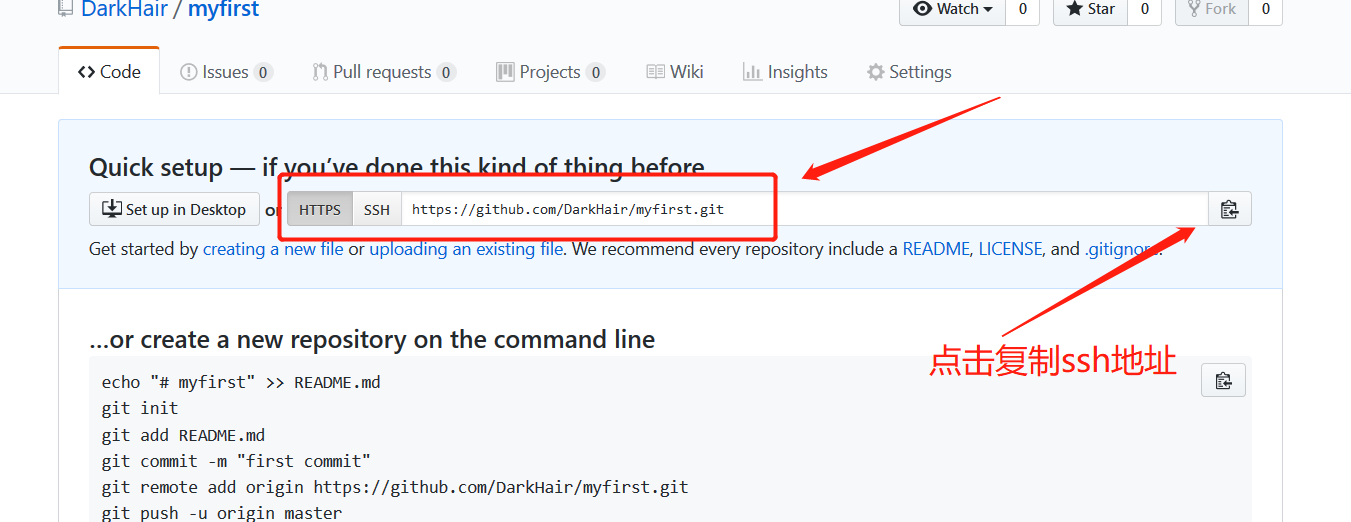 DarkHair / myfirst
Watch 0 Star 0 Fork 0
Code Issues 0 Pull requests 0 Projects 0 Wiki Insights Settings
Quick setup — if you’ve done this kind of thing before
Set up in Desktop or HTTPS SSH https://github.com/DarkHair/myfirst.git
Get started by creating a new file or uploading an existing file. We recommend every repository include a README, LICENSE, and .gitignore.
点击复制ssh地址
…or create a new repository on the command line
echo "# myfirst" >> README.md
git init
git add README.md
git commit -m "first commit"
git remote add origin https://github.com/DarkHair/myfirst.git
git push -u origin master